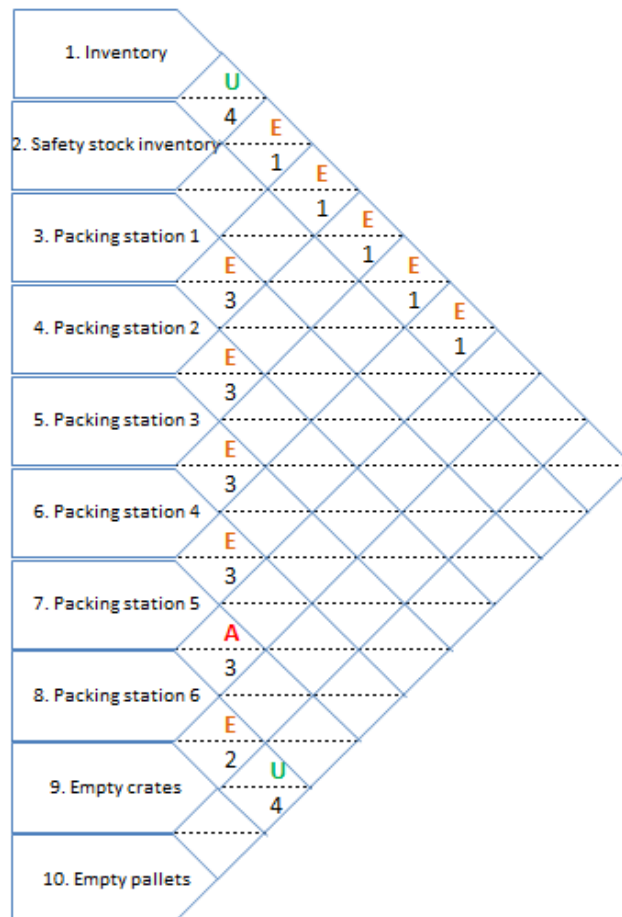 1. Inventory
U
4
2. Safety stock inventory
E
1
E
1
3. Packing station 1
E
1
E
3
E
1
4. Packing station 2
E
1
E
3
5. Packing station 3
E
3
6. Packing station 4
E
3
7. Packing station 5
A
3
8. Packing station 6
E
2
U
4
9. Empty crates
10. Empty pallets